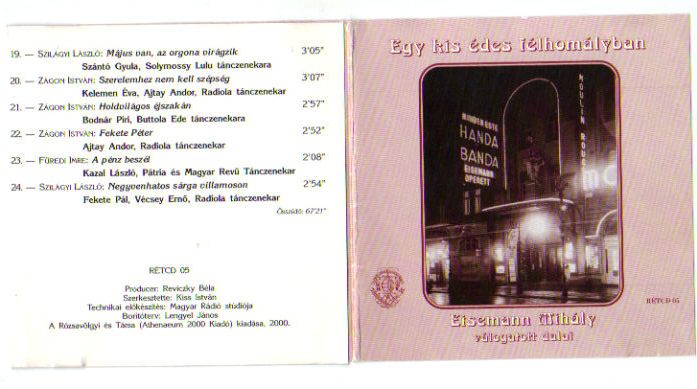 19. — SZILÁGYI LÁSZLÓ: Május van, az orgona virágzik 3'05"
Szántó Gyula, Solymossy Lulu tánczenekara
20. — ZÁGON ISTVÁN: Szerelemhez nem kell szépség 3'07"
Kelemen Éva, Ajtay Andor, Radiola tánczenekar
21. — ZÁGON ISTVÁN: Holdvilágos éjszakán 2'57"
Bodnár Piri, Buttola Ede tánczenekara
22. — ZÁGON ISTVÁN: Fekete Péter 2'52"
Ajtay Andor, Radiola tánczenekar
23. — FÜREDI IMRE: A pénz beszél 2'08"
Kazal László, Pátria és Magyar Revü Tánczenekar
24. — SZILÁGYI LÁSZLÓ: Negyvenhatos sárga villamoson 2'54"
Fekete Pál, Vécsey Ernő, Radiola tánczenekar
Összidő: 67'21"
RÉTCD 05
Producer: Reviczky Béla
Szerkesztette: Kiss István
Technikai előkészítés: Magyar Rádió stúdiója
Borítóterv: Lengyel János
A Rózsavölgyi és Társa (Athenaeum 2000 Kiadó) kiadása, 2000.
Egy kis édes félhomályban
MOULIN ROUGE
MINDEN ESTE
HANDA
BANDA
EISEMANN
OPERETT
RÉTCD 05
Eisemann Mihály
válogatott dalai